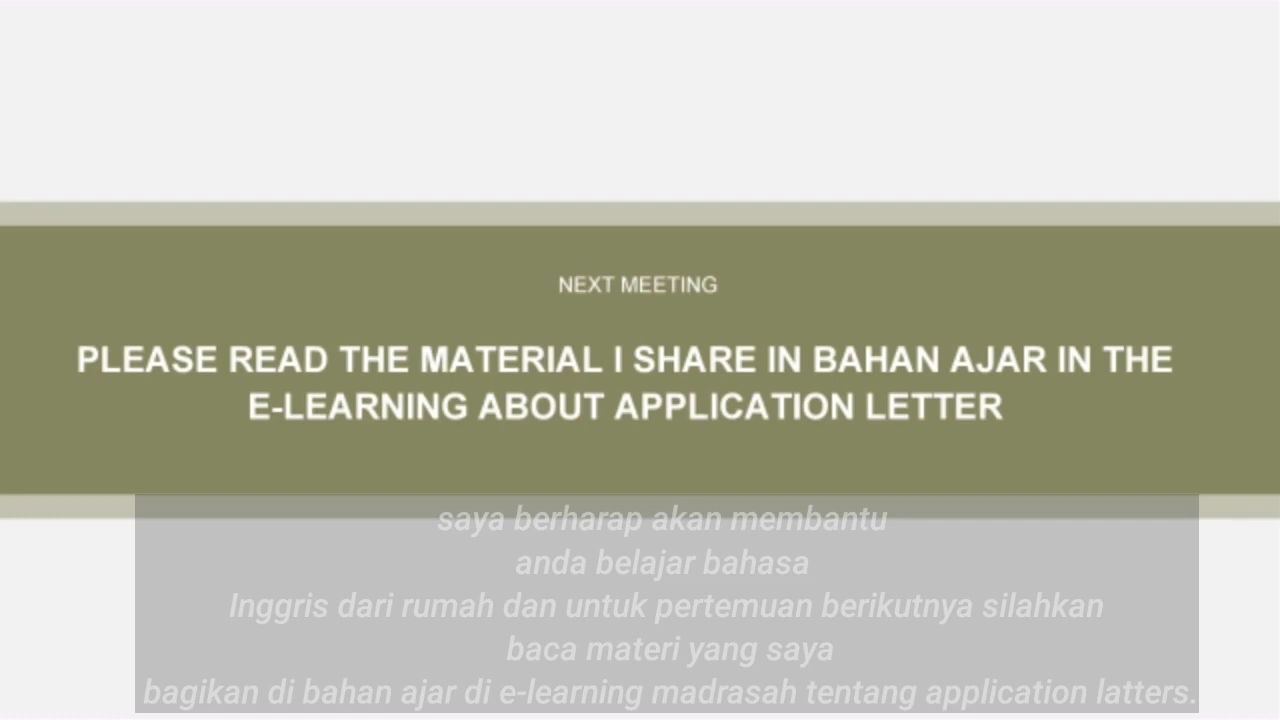 NEXT MEETING
PLEASE READ THE MATERIAL I SHARE IN BAHAN AJAR IN THE
E-LEARNING ABOUT APPLICATION LETTER
saya berharap akan membantu
anda belajar bahasa
Inggris dari rumah dan untuk pertemuan berikutnya silahkan
baca materi yang saya
bagikan di bahan ajar di e-learning madrasah tentang application latters.